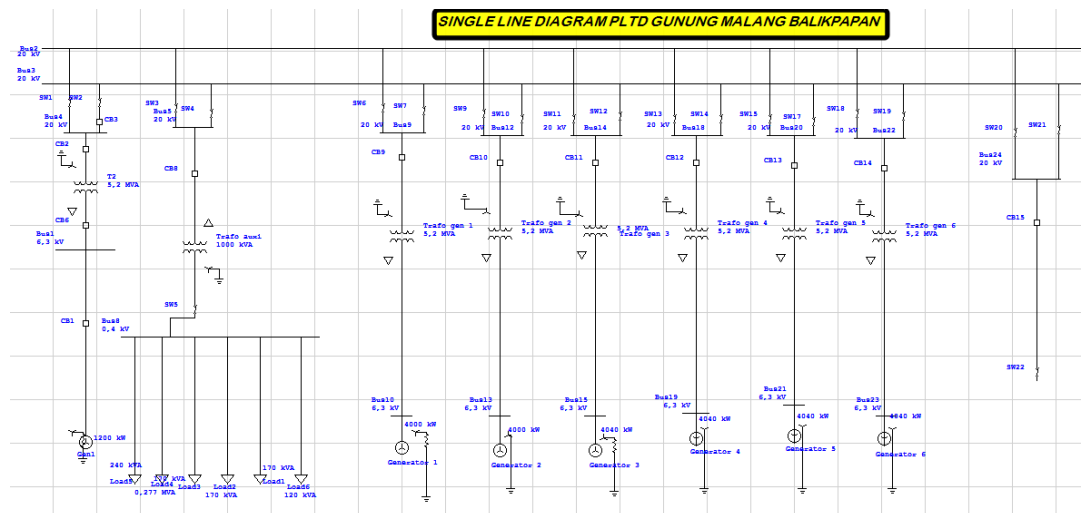 SINGLE LINE DIAGRAM PLTD GUNUNG MALANG BALIKPAPAN
Bus2
20 kV
Bus3
20 kV
SW1
SW2
Bus4
20 kV
CB3
CB2
T2
5,2 MVA
CB6
Bus1
6,3 kV
CB1
1200 kW
Gen1
SW3
Bus5
20 kV
SW4
CB8
Trafo auxi
1000 kVA
SW5
Bus8
0,4 kV
240 kVA
Load5
Load4
0,277 MVA
Load3
Load2
170 kVA
170 kVA
Load1
Load6
120 kVA
SW6
SW7
20 kV
Bus9
CB9
Trafo gen 1
5,2 MVA
Bus10
6,3 kV
4000 kW
Generator 1
SW9
SW10
20 kV
Bus12
CB10
Trafo gen 2
5,2 MVA
Bus13
6,3 kV
4000 kW
Generator 2
SW11
SW12
20 kV
Bus14
CB11
5,2 MVA
Trafo gen 3
Bus15
6,3 kV
4040 kW
Generator 3
SW13
SW14
20 kV
Bus18
CB12
Trafo gen 4
5,2 MVA
Bus19
6,3 kV
4040 kW
Generator 4
SW15
SW17
20 kV
Bus20
CB13
Trafo gen 5
5,2 MVA
Bus21
6,3 kV
4040 kW
Generator 5
SW18
SW19
20 kV
Bus22
CB14
Trafo gen 6
5,2 MVA
Bus23
6,3 kV
4040 kW
Generator 6
SW20
SW21
Bus24
20 kV
CB15
SW22